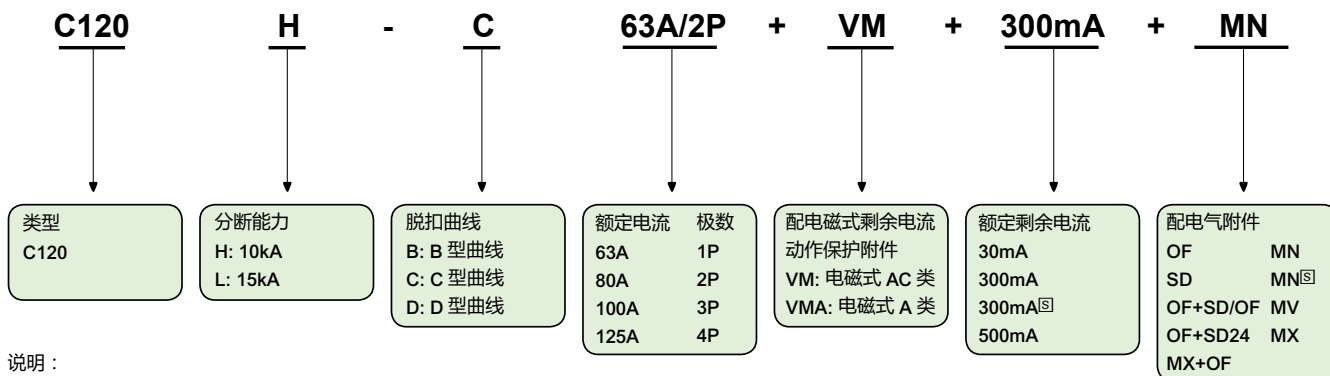 C120 H - C 63A/2P + VM + 300mA + MN
类型
C120
分断能力
H: 10kA
L: 15kA
脱扣曲线
B: B 型曲线
C: C 型曲线
D: D 型曲线
额定电流 极数
63A 1P
80A 2P
100A 3P
125A 4P
配电磁式剩余电流
动作保护附件
VM: 电磁式 AC 类
VMA: 电磁式 A 类
额定剩余电流
30mA
300mA
300mA🅂
500mA
配电气附件
OF MN
SD MN🅂
OF+SD/OF MV
OF+SD24 MX
MX+OF
说明：